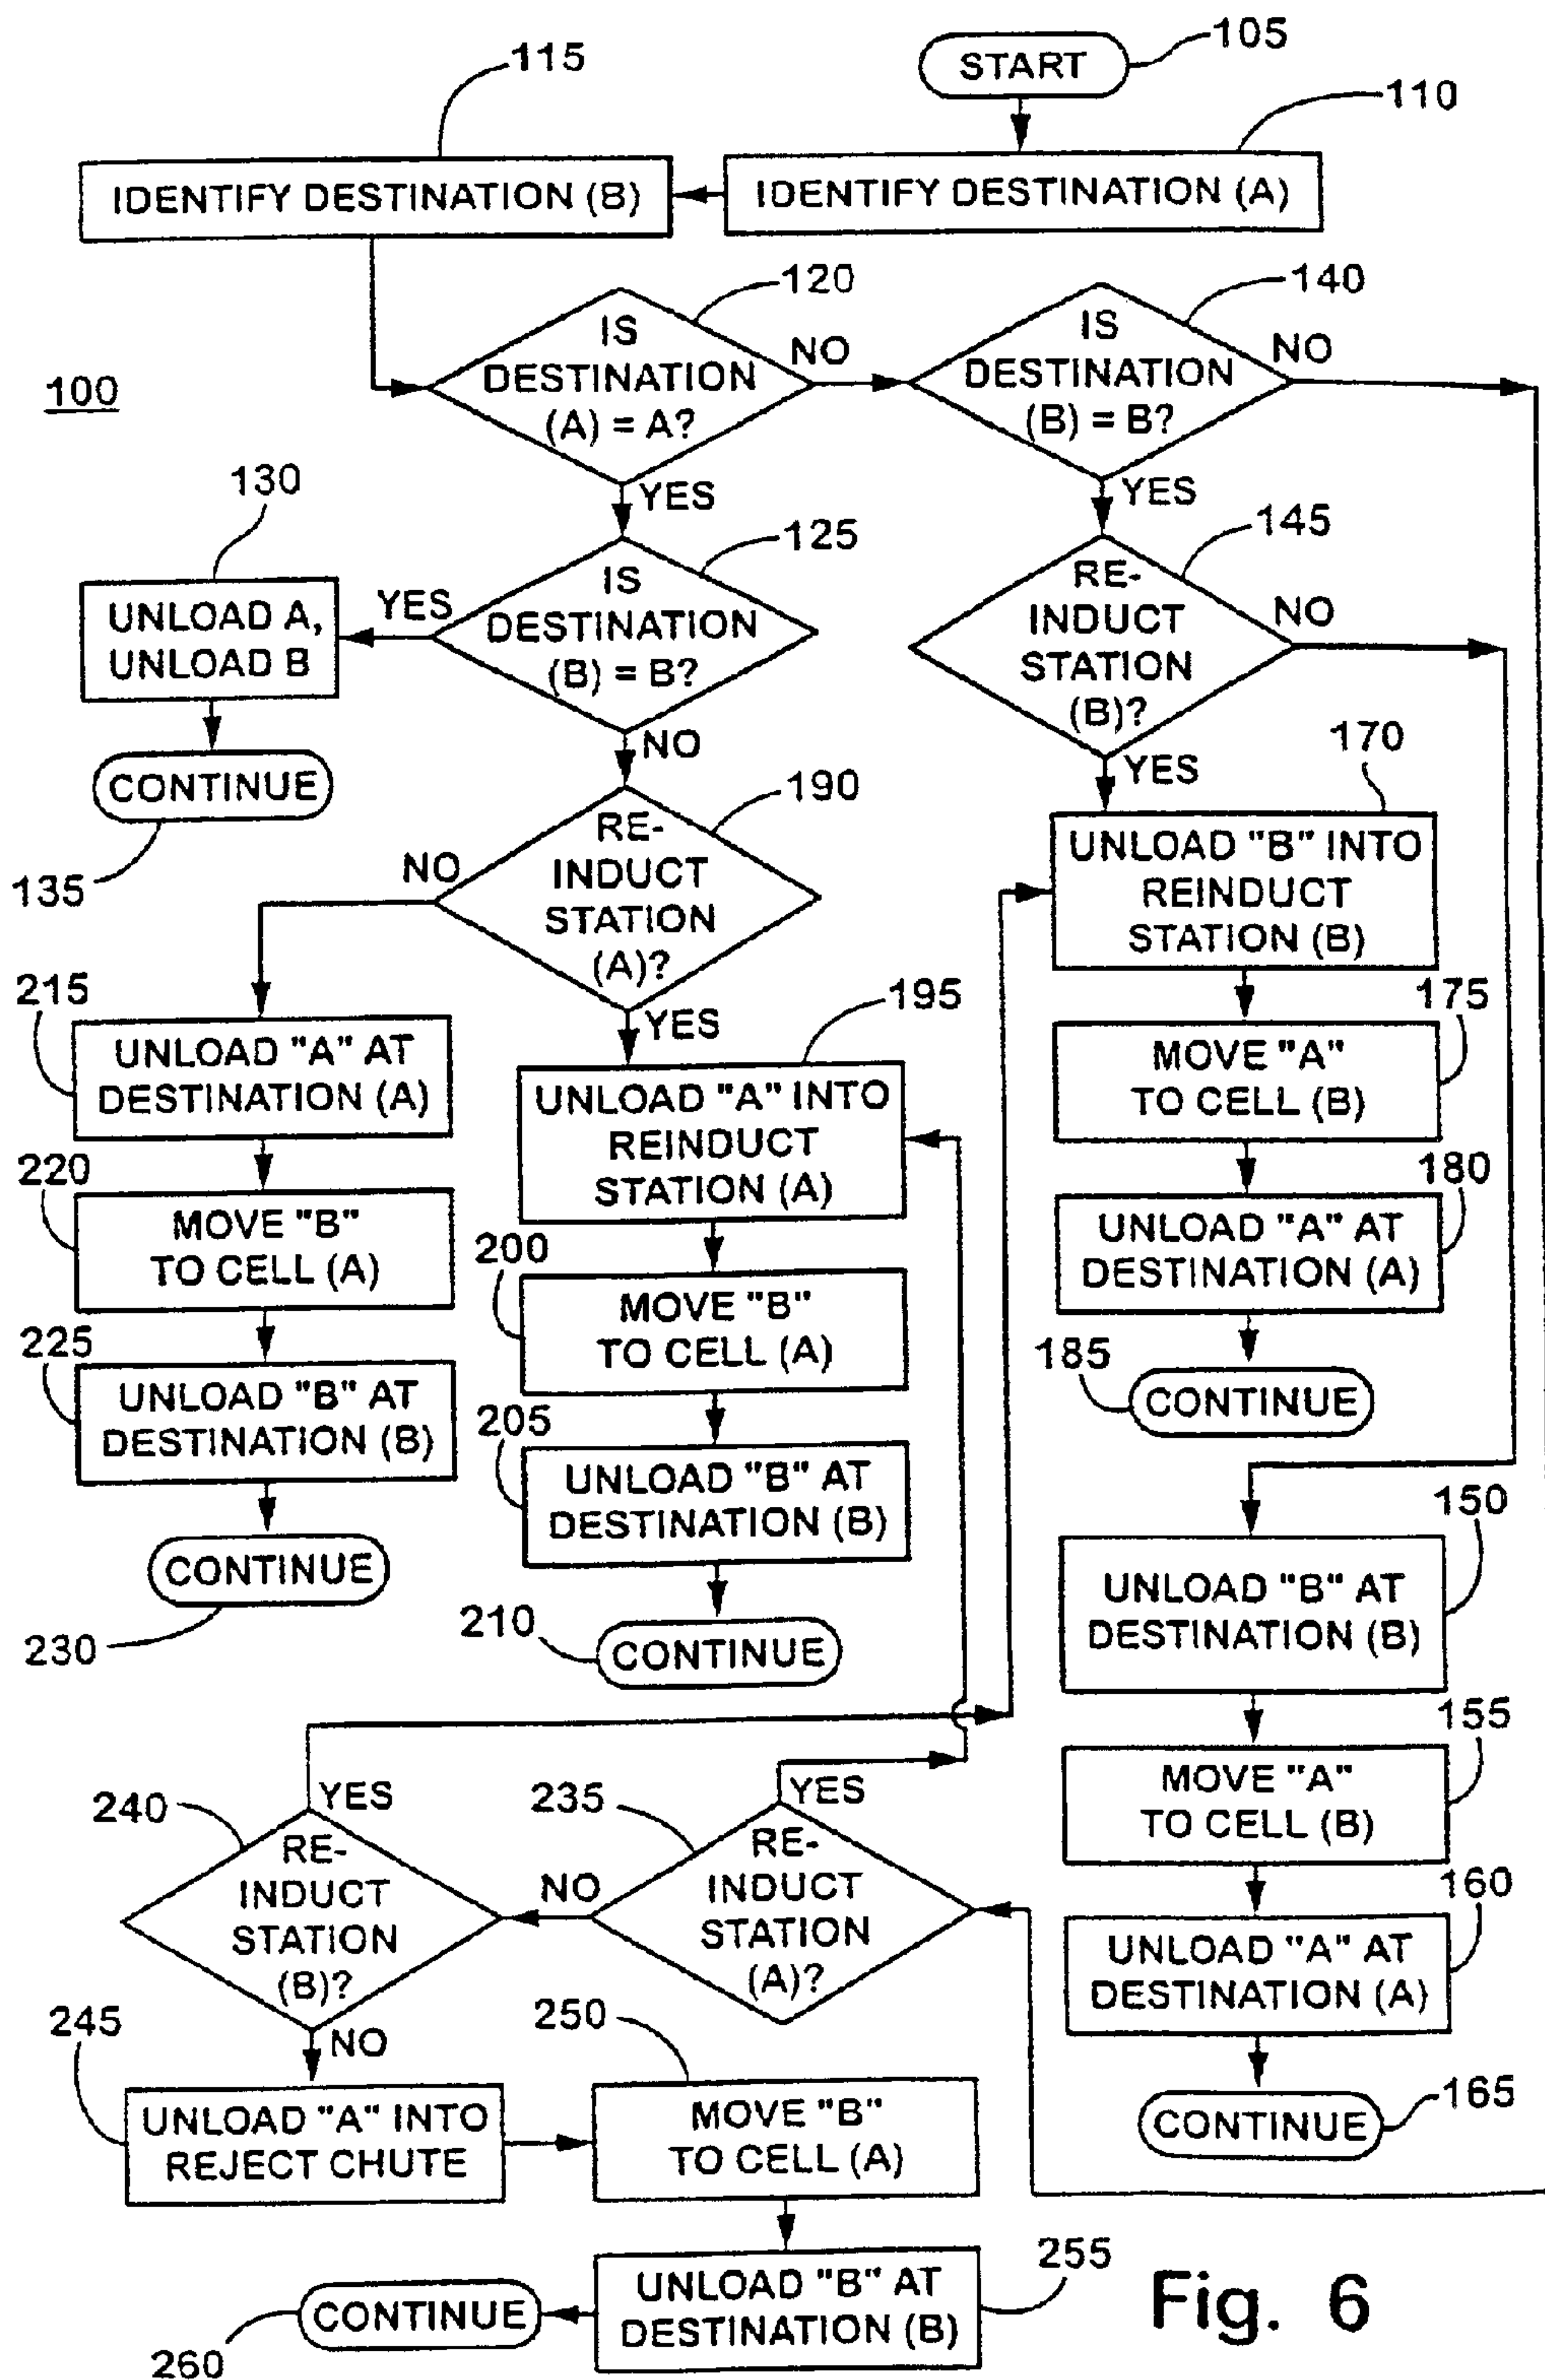 105
START
115
110
IDENTIFY DESTINATION (B)
IDENTIFY DESTINATION (A)
120
140
IS
DESTINATION
(A) = A?
NO
IS
DESTINATION
(B) = B?
NO
100
YES
YES
130
125
145
UNLOAD A,
UNLOAD B
YES
IS
DESTINATION
(B) = B?
RE-
INDUCT
STATION
(B)?
NO
NO
YES
CONTINUE
135
190
170
NO
RE-
INDUCT
STATION
(A)?
UNLOAD "B" INTO
REINDUCT
STATION (B)
YES
215
195
175
UNLOAD "A" AT
DESTINATION (A)
UNLOAD "A" INTO
REINDUCT
STATION (A)
MOVE "A"
TO CELL (B)
220
180
MOVE "B"
TO CELL (A)
200
MOVE "B"
TO CELL (A)
UNLOAD "A" AT
DESTINATION (A)
225
185
UNLOAD "B" AT
DESTINATION (B)
205
UNLOAD "B" AT
DESTINATION (B)
CONTINUE
CONTINUE
230
210
CONTINUE
150
UNLOAD "B" AT
DESTINATION (B)
155
MOVE "A"
TO CELL (B)
240
YES
235
YES
RE-
INDUCT
STATION
(B)?
NO
RE-
INDUCT
STATION
(A)?
160
UNLOAD "A" AT
DESTINATION (A)
245
NO
250
165
CONTINUE
UNLOAD "A" INTO
REJECT CHUTE
MOVE "B"
TO CELL (A)
255
UNLOAD "B" AT
DESTINATION (B)
CONTINUE
260
Fig. 6